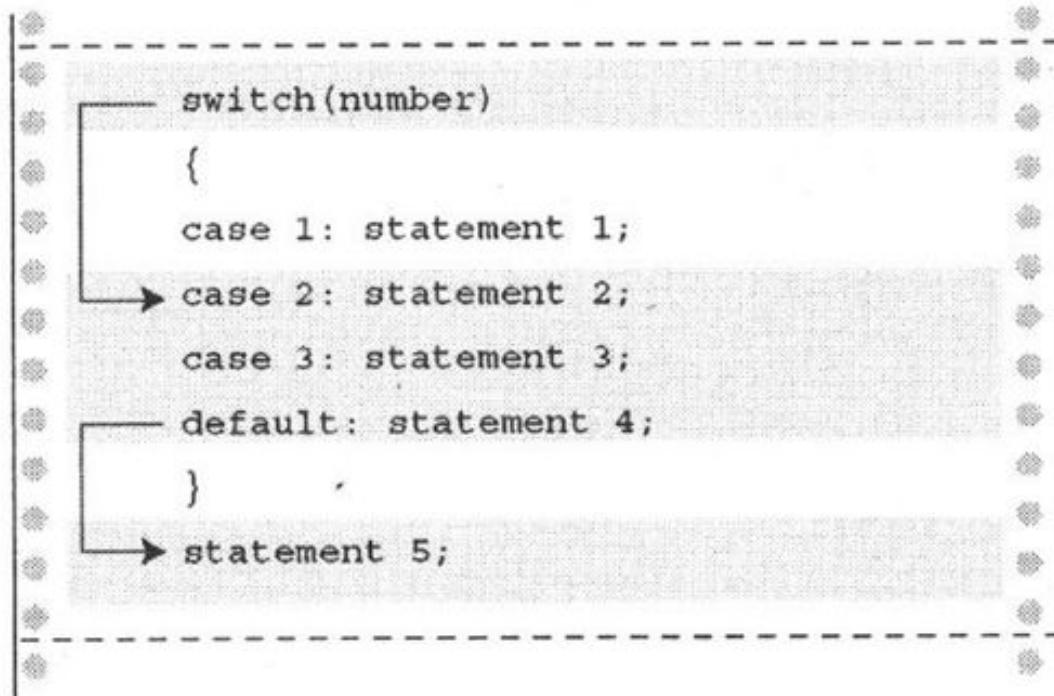 switch(number)
{
case 1: statement 1;
case 2: statement 2;
case 3: statement 3;
default: statement 4;
}
statement 5;